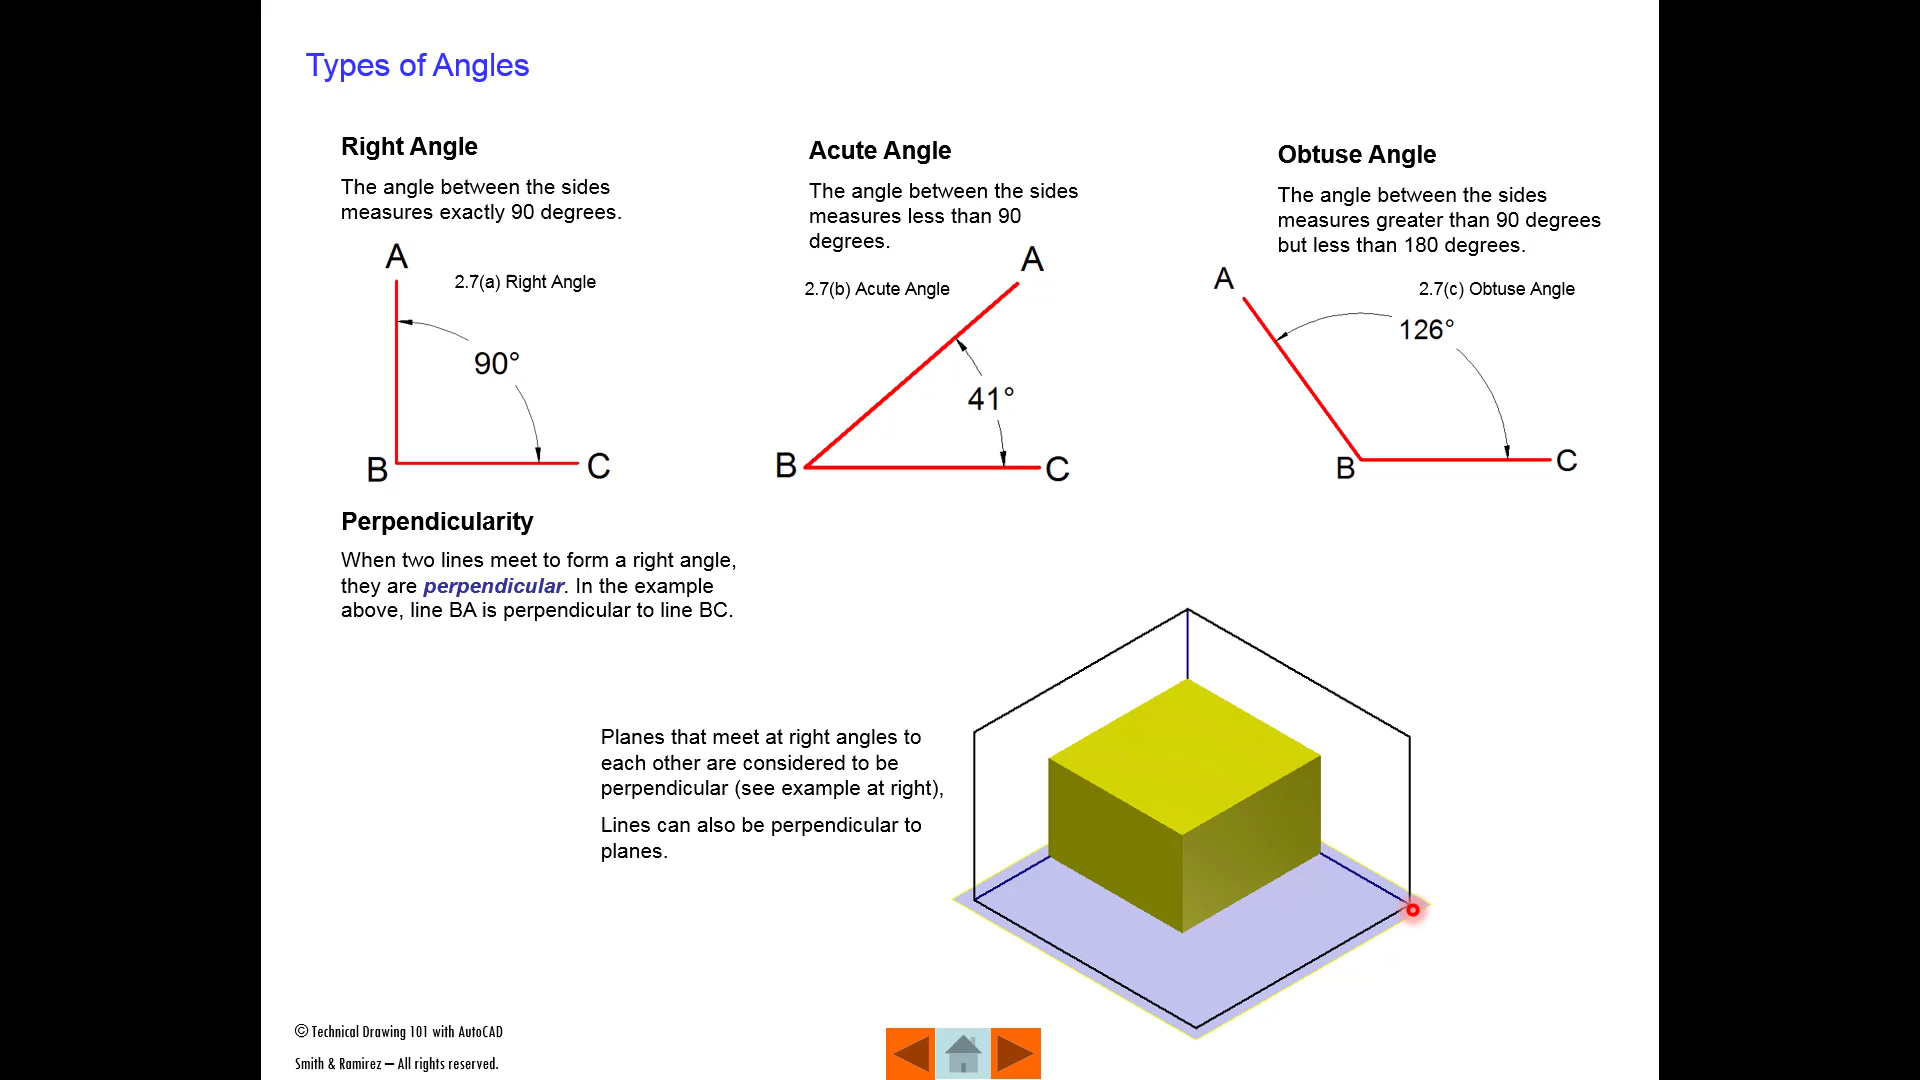 Types of Angles
Right Angle
The angle between the sides
measures exactly 90 degrees.
A
2.7(a) Right Angle
90°
B
C
Acute Angle
The angle between the sides
measures less than 90
degrees.
A
2.7(b) Acute Angle
41°
B
C
Obtuse Angle
The angle between the sides
measures greater than 90 degrees
but less than 180 degrees.
A
2.7(c) Obtuse Angle
126°
B
C
Perpendicularity
When two lines meet to form a right angle,
they are perpendicular. In the example
above, line BA is perpendicular to line BC.
Planes that meet at right angles to
each other are considered to be
perpendicular (see example at right),
Lines can also be perpendicular to
planes.
© Technical Drawing 101 with AutoCAD
Smith & Ramirez – All rights reserved.